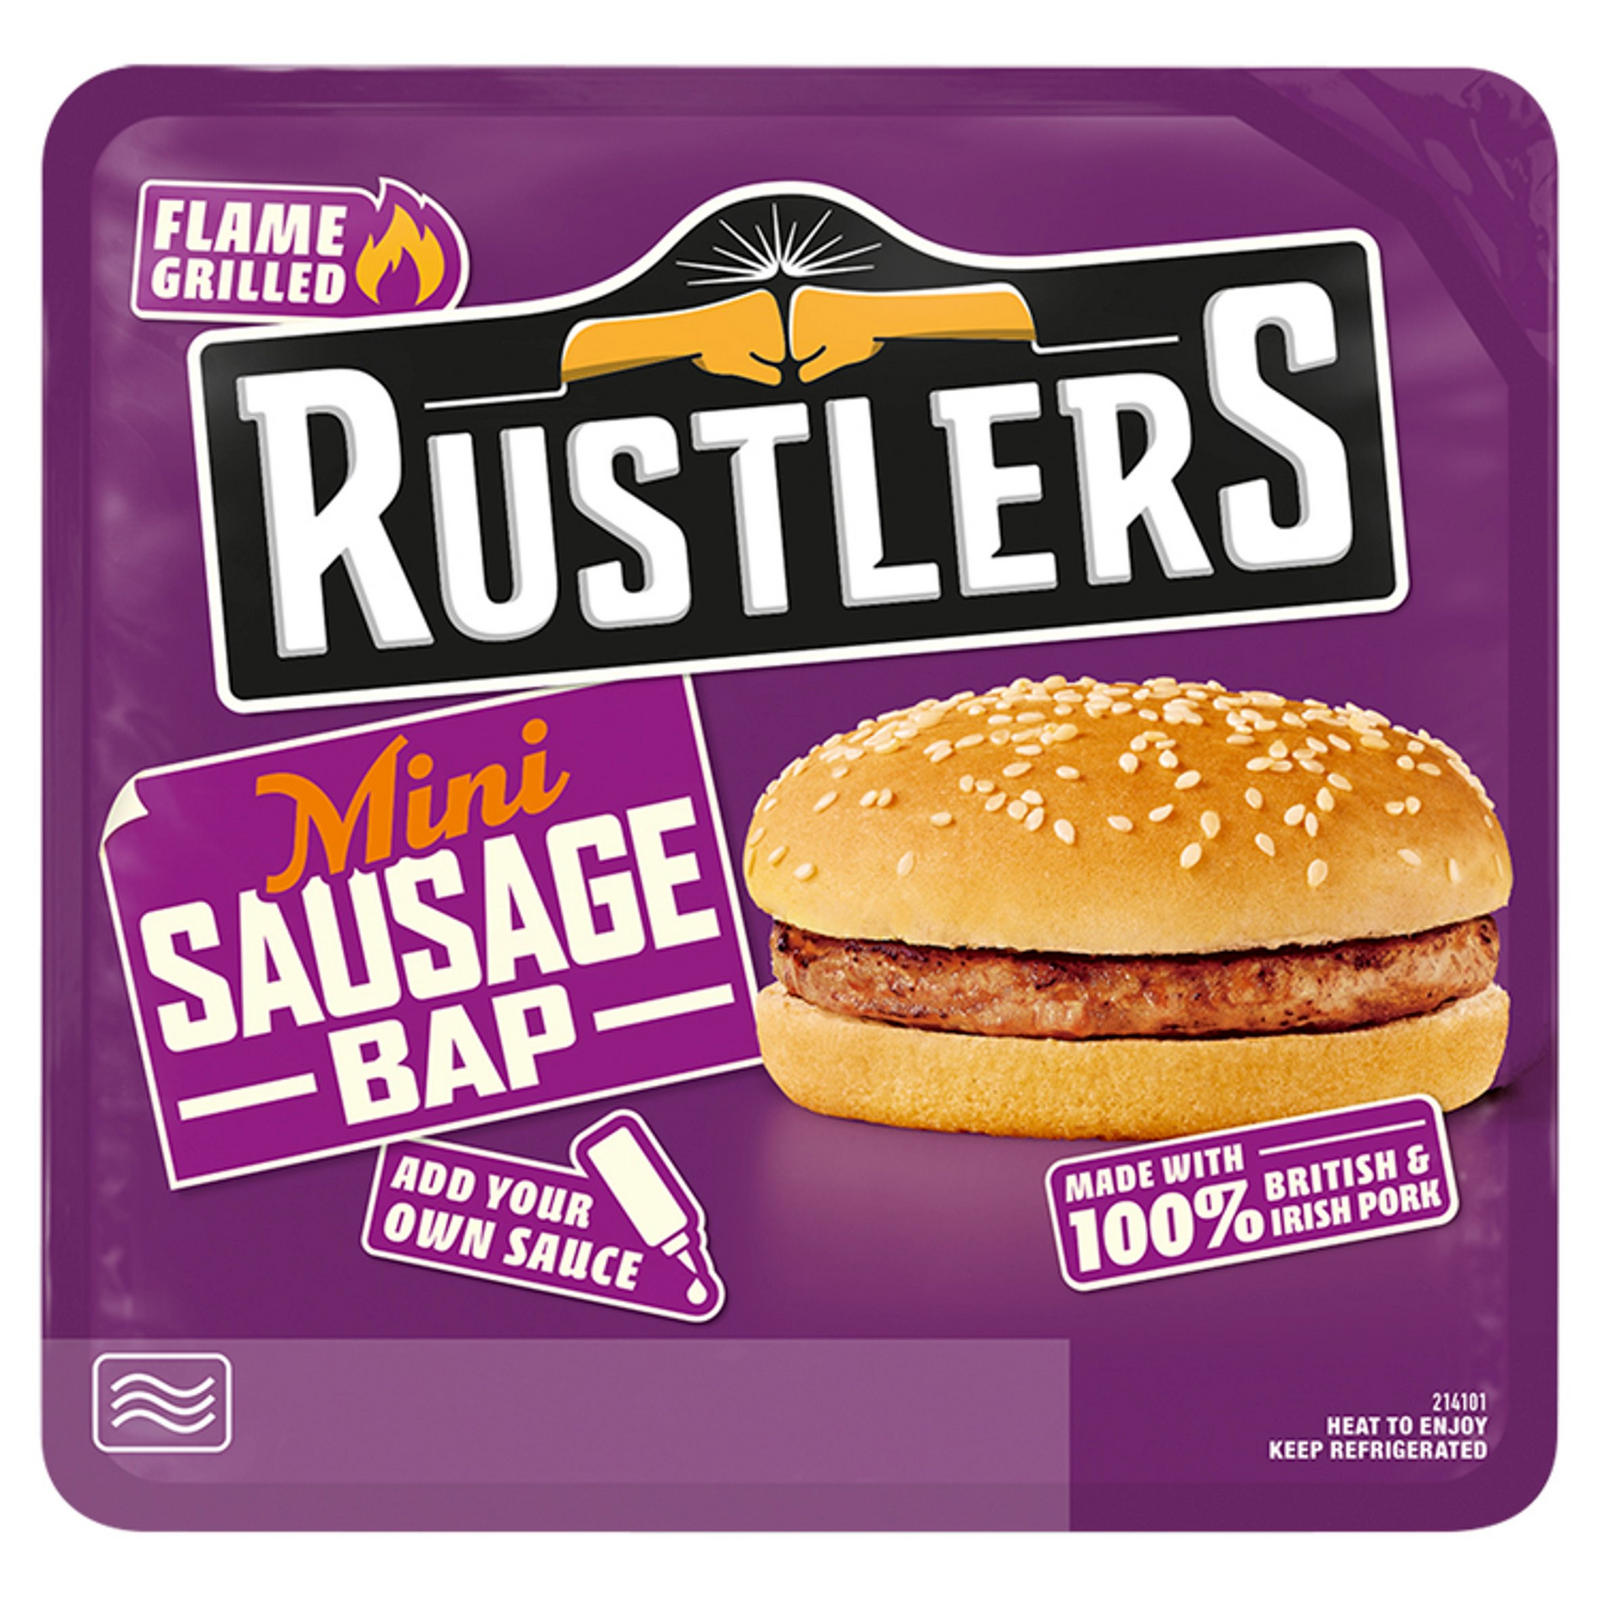 FLAME
GRILLED
RUSTLERS
Mini
SAUSAGE
BAP
ADD YOUR
OWN SAUCE
MADE WITH
100%
BRITISH &
IRISH PORK
214101
HEAT TO ENJOY
KEEP REFRIGERATED